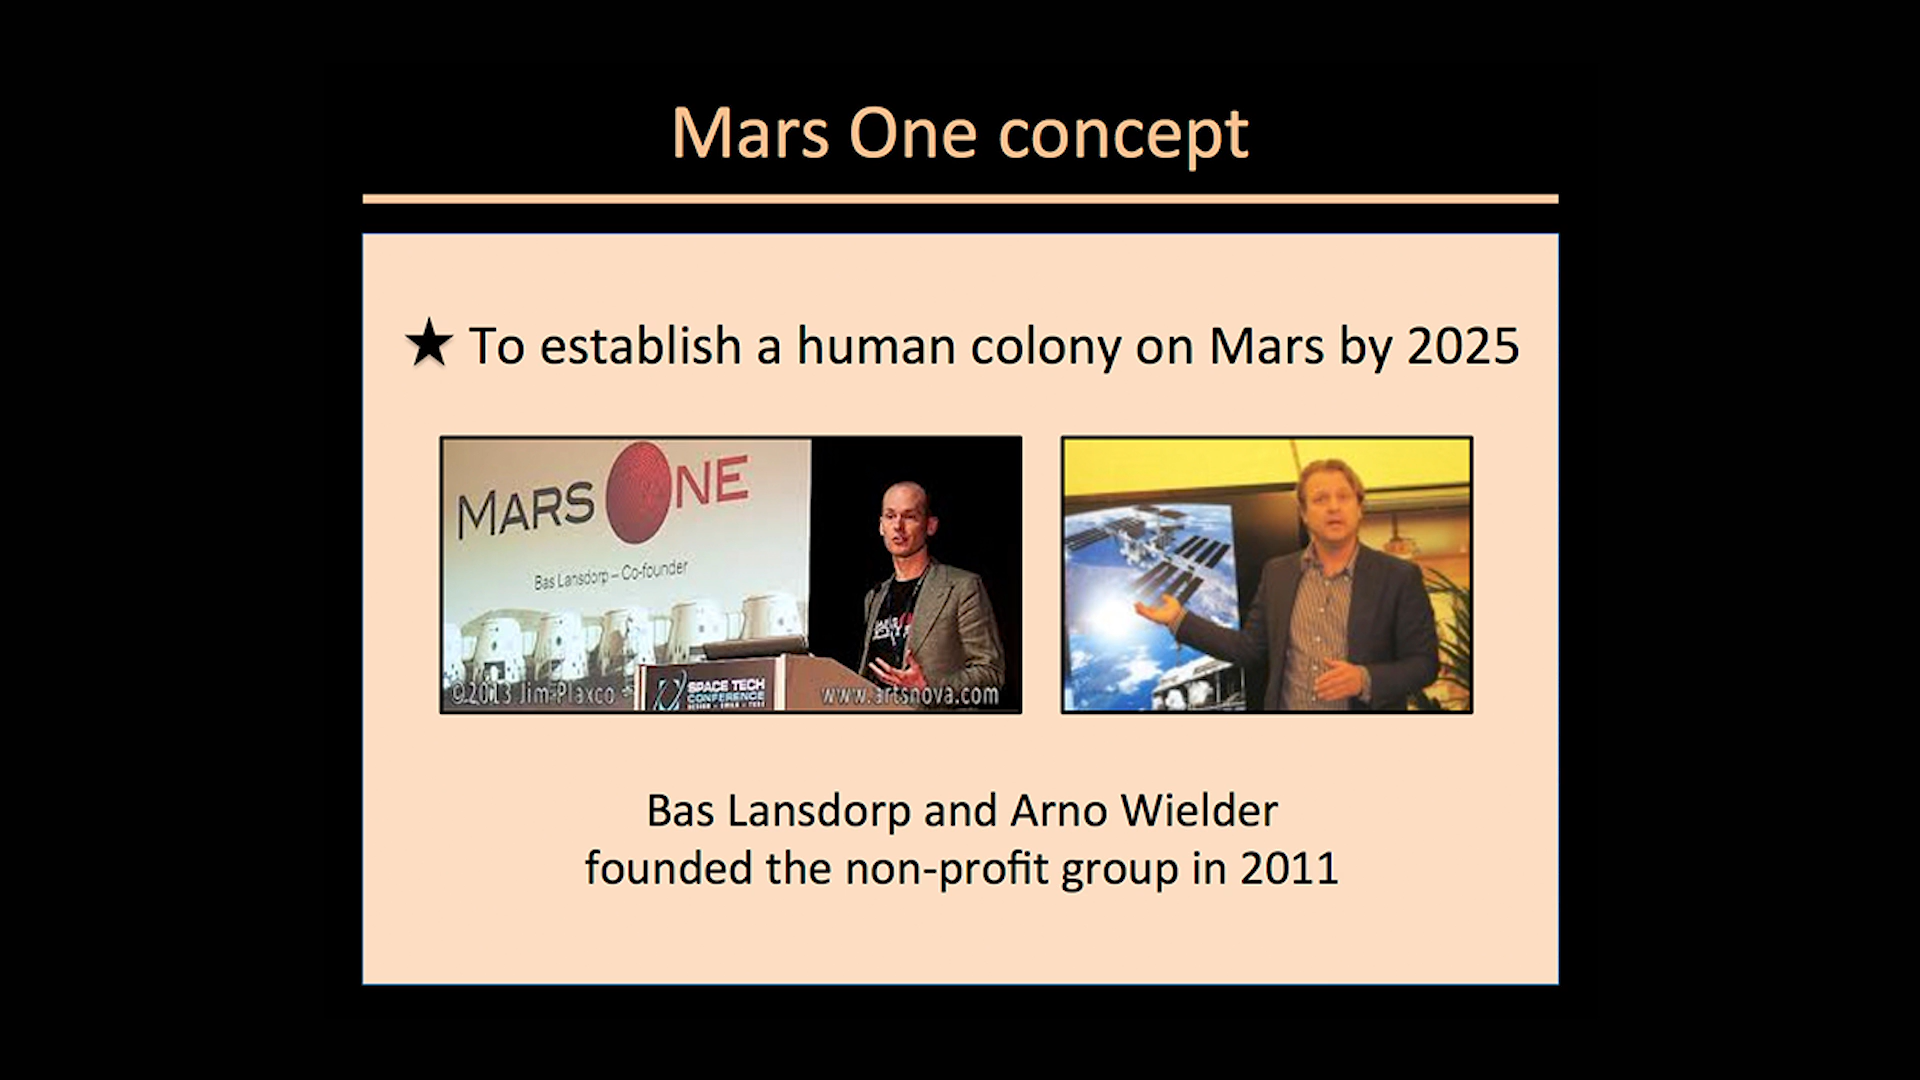 Mars One concept
★ To establish a human colony on Mars by 2025
MARS ONE
Bas Lansdorp – Co-founder
©2013 Jim Plaxco
SPACE TECH
CONFERENCE
www.artsnova.com
Bas Lansdorp and Arno Wielder
founded the non-profit group in 2011